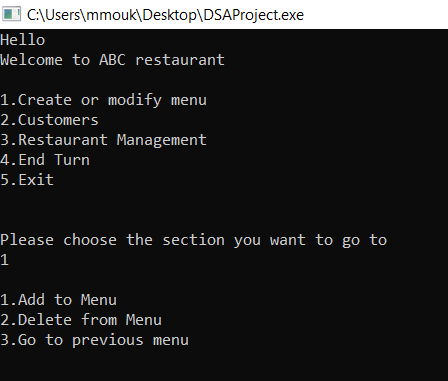 C:\Users\mmouk\Desktop\DSAProject.exe
Hello
Welcome to ABC restaurant
1.Create or modify menu
2.Customers
3.Restaurant Management
4.End Turn
5.Exit
Please choose the section you want to go to
1
1.Add to Menu
2.Delete from Menu
3.Go to previous menu